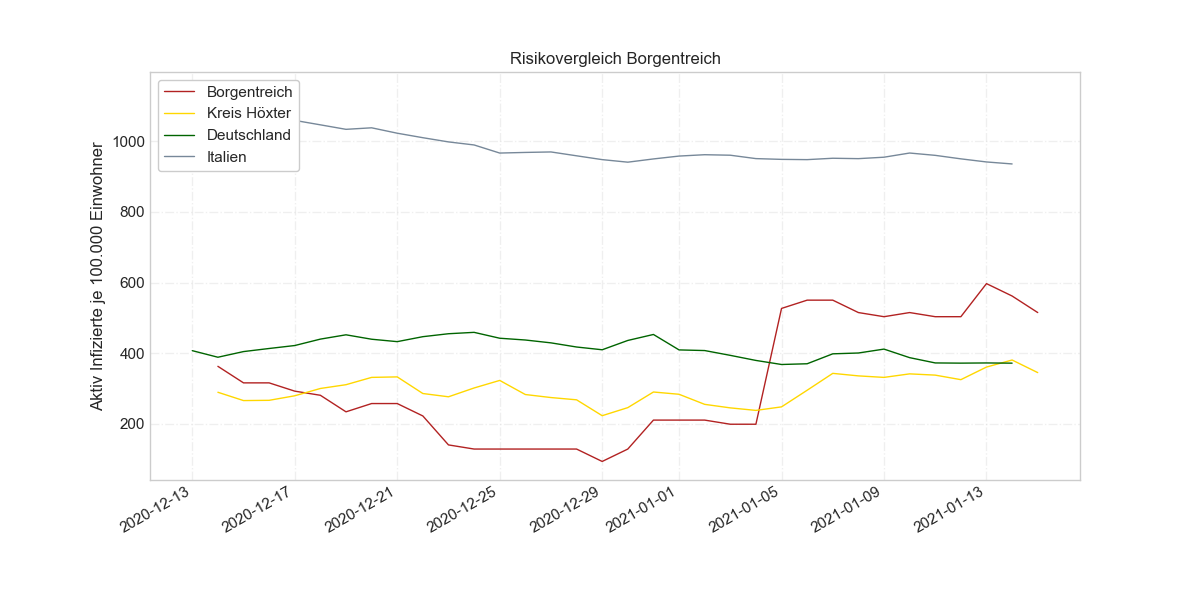 Risikovergleich Borgentreich
Borgentreich
Kreis Höxter
Deutschland
Italien
Aktiv Infizierte je 100.000 Einwohner
1000
800
600
400
200
2020-12-13
2020-12-17
2020-12-21
2020-12-25
2020-12-29
2021-01-01
2021-01-05
2021-01-09
2021-01-13